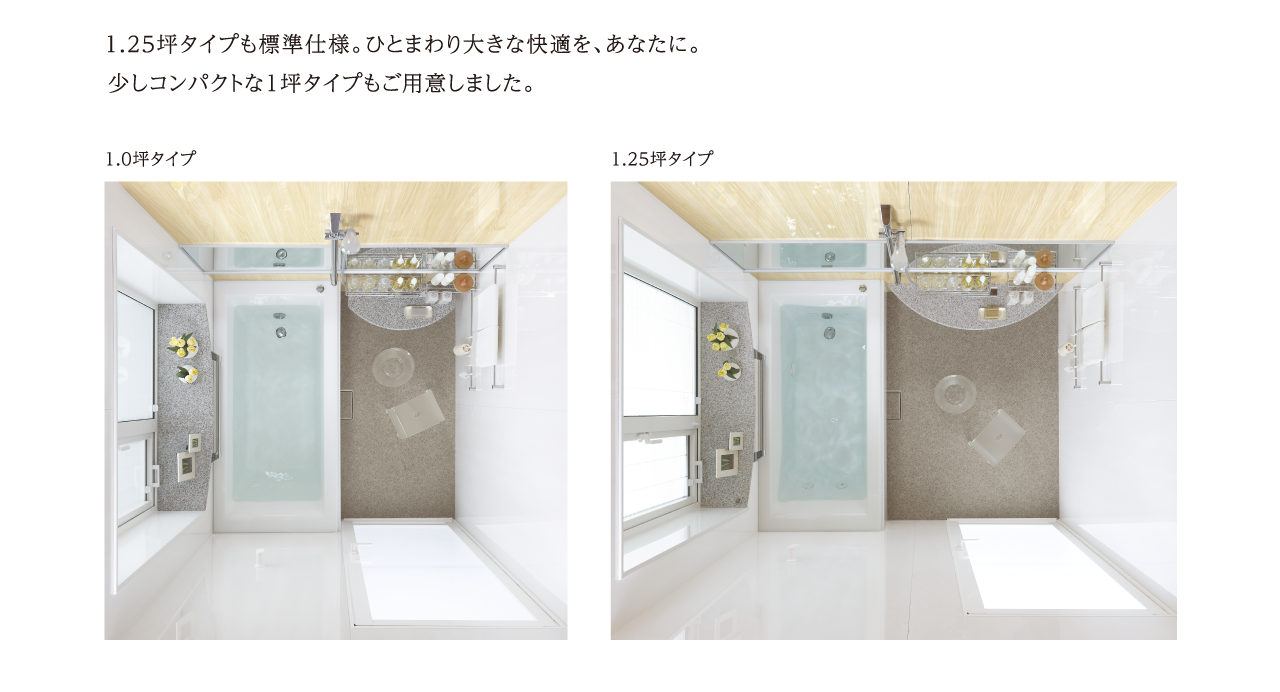 1.25坪タイプも標準仕様。ひとまわり大きな快適を、あなたに。
少しコンパクトな1坪タイプもご用意しました。
1.0坪タイプ
1.25坪タイプ